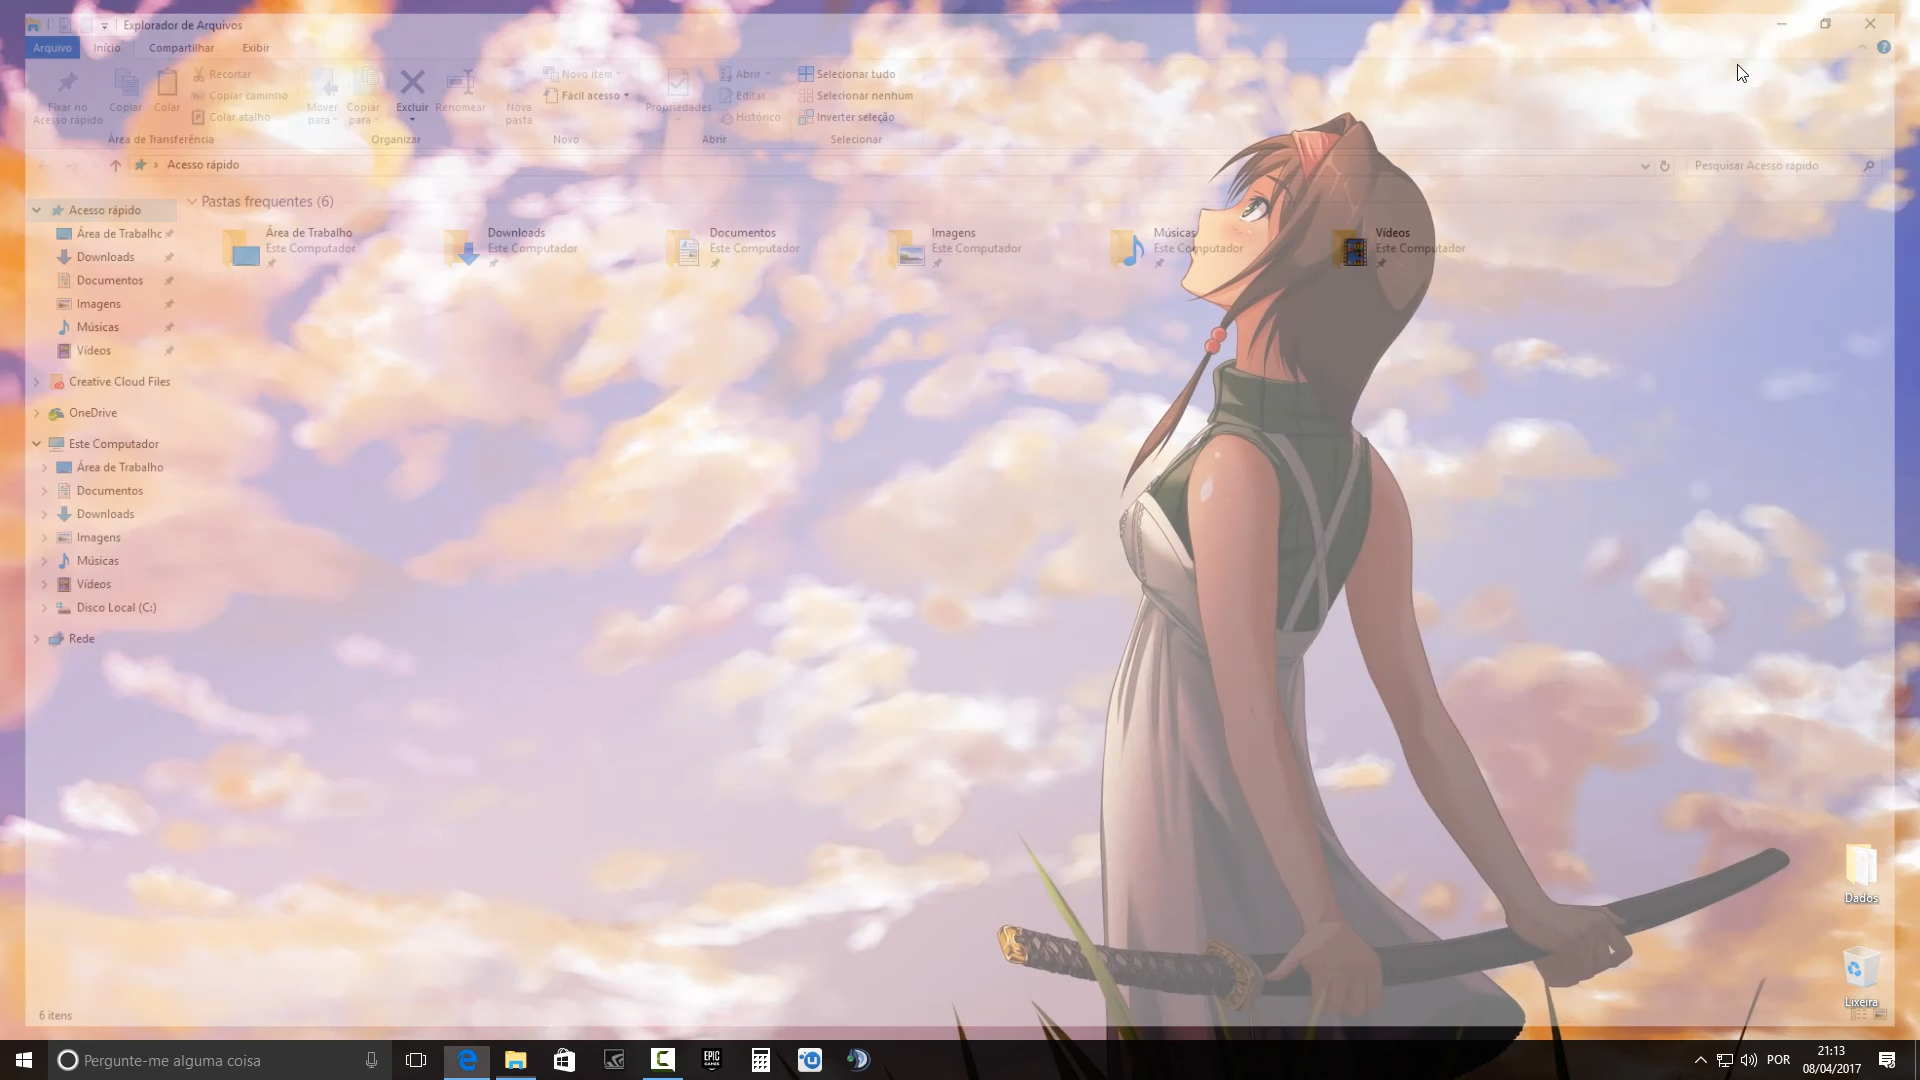 Explorador de Arquivos
Arquivo Início Compartilhar Exibir
Fixar no
Acesso rápido
Copiar
Colar
Recortar
Copiar caminho
Colar atalho
Área de Transferência
Mover
para
Copiar
para
Excluir
Renomear
Organizar
Nova
pasta
Novo item
Fácil acesso
Novo
Propriedades
Abrir
Editar
Histórico
Abrir
Selecionar tudo
Selecionar nenhum
Inverter seleção
Selecionar
Acesso rápido
Pesquisar Acesso rápido
Acesso rápido
Área de Trabalhc
Downloads
Documentos
Imagens
Músicas
Vídeos
Creative Cloud Files
OneDrive
Este Computador
Área de Trabalho
Documentos
Downloads
Imagens
Músicas
Vídeos
Disco Local (C:)
Rede
Pastas frequentes (6)
Área de Trabalho
Este Computador
Downloads
Este Computador
Documentos
Este Computador
Imagens
Este Computador
Músicas
Este Computador
Vídeos
Este Computador
6 itens
Dados
Lixeira
Pergunte-me alguma coisa
EPIC
GAMES
POR
21:13
08/04/2017